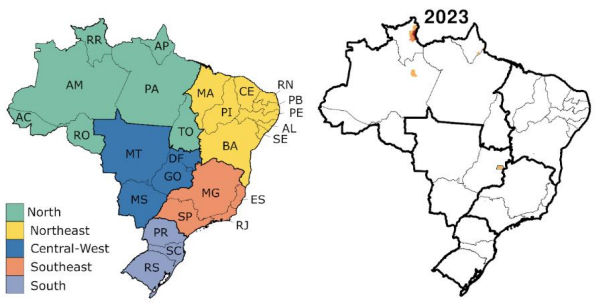 2023
RR
AP
AM
PA
MA
CE
RN
PB
PE
AL
SE
PI
AC
RO
TO
BA
MT
DF
GO
MG
ES
MS
SP
RJ
PR
SC
RS
North
Northeast
Central-West
Southeast
South